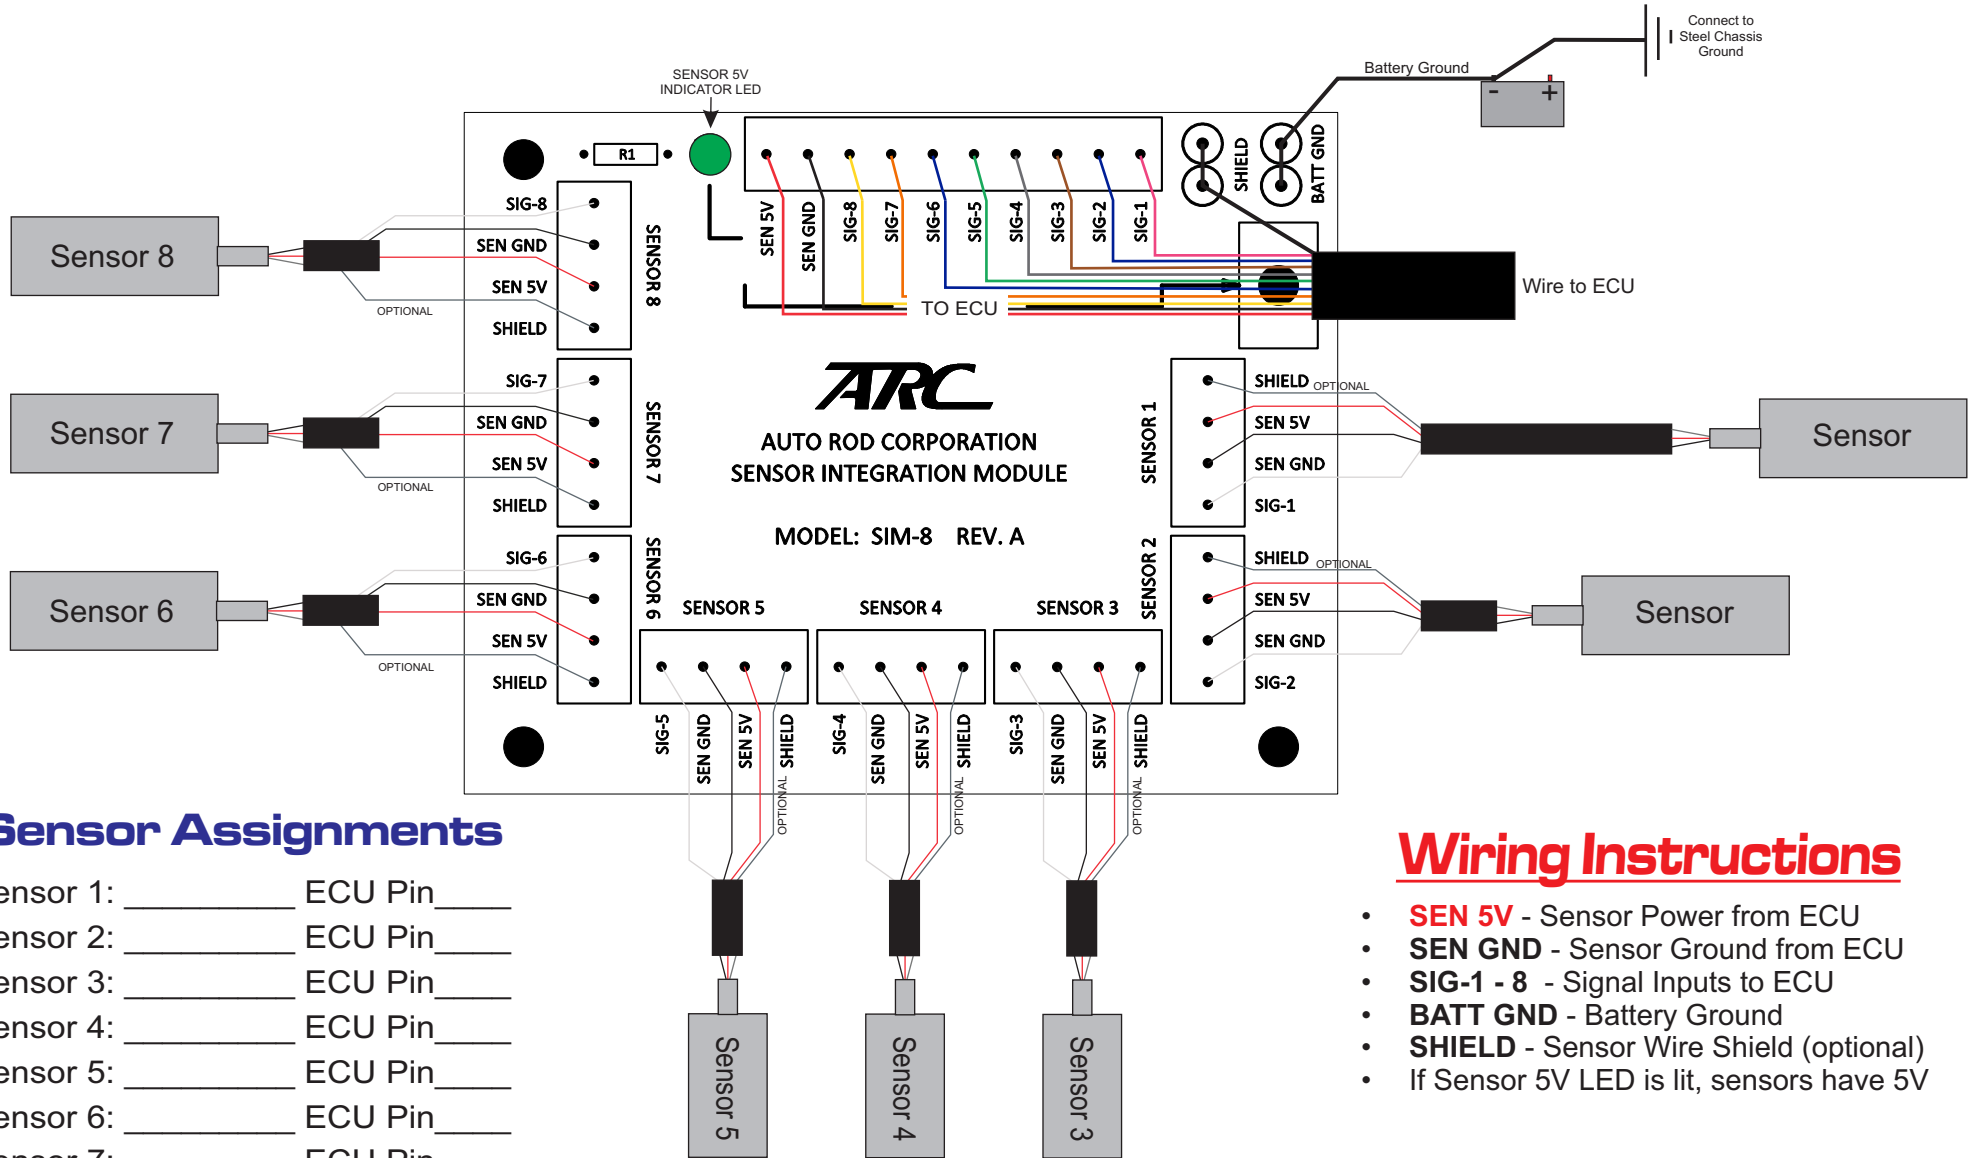 Connect to
Steel Chassis
Ground
Battery Ground
- +
SENSOR 5V
INDICATOR LED
R1
SHIELD
BATT GND
SEN 5V
SEN GND
SIG-8
SIG-7
SIG-6
SIG-5
SIG-4
SIG-3
SIG-2
SIG-1
TO ECU
Wire to ECU
Sensor 8
OPTIONAL
SIG-8
SEN GND
SEN 5V
SHIELD
SENSOR 8
Sensor 7
OPTIONAL
SIG-7
SEN GND
SEN 5V
SHIELD
SENSOR 7
Sensor 6
OPTIONAL
SIG-6
SEN GND
SEN 5V
SHIELD
SENSOR 6
ARC
AUTO ROD CORPORATION
SENSOR INTEGRATION MODULE
MODEL: SIM-8 REV. A
SENSOR 1
SHIELD
OPTIONAL
SEN 5V
SEN GND
SIG-1
Sensor
SENSOR 2
SHIELD
OPTIONAL
SEN 5V
SEN GND
SIG-2
Sensor
SENSOR 5
SIG-5
SEN GND
SEN 5V
SHIELD
OPTIONAL
Sensor 5
SENSOR 4
SIG-4
SEN GND
SEN 5V
SHIELD
OPTIONAL
Sensor 4
SENSOR 3
SIG-3
SEN GND
SEN 5V
SHIELD
OPTIONAL
Sensor 3
Sensor Assignments
ensor 1: __________ ECU Pin____
ensor 2: __________ ECU Pin____
ensor 3: __________ ECU Pin____
ensor 4: __________ ECU Pin____
ensor 5: __________ ECU Pin____
ensor 6: __________ ECU Pin____
ensor 7: __________ ECU Pin____
Wiring Instructions
• SEN 5V - Sensor Power from ECU
• SEN GND - Sensor Ground from ECU
• SIG-1 - 8 - Signal Inputs to ECU
• BATT GND - Battery Ground
• SHIELD - Sensor Wire Shield (optional)
• If Sensor 5V LED is lit, sensors have 5V